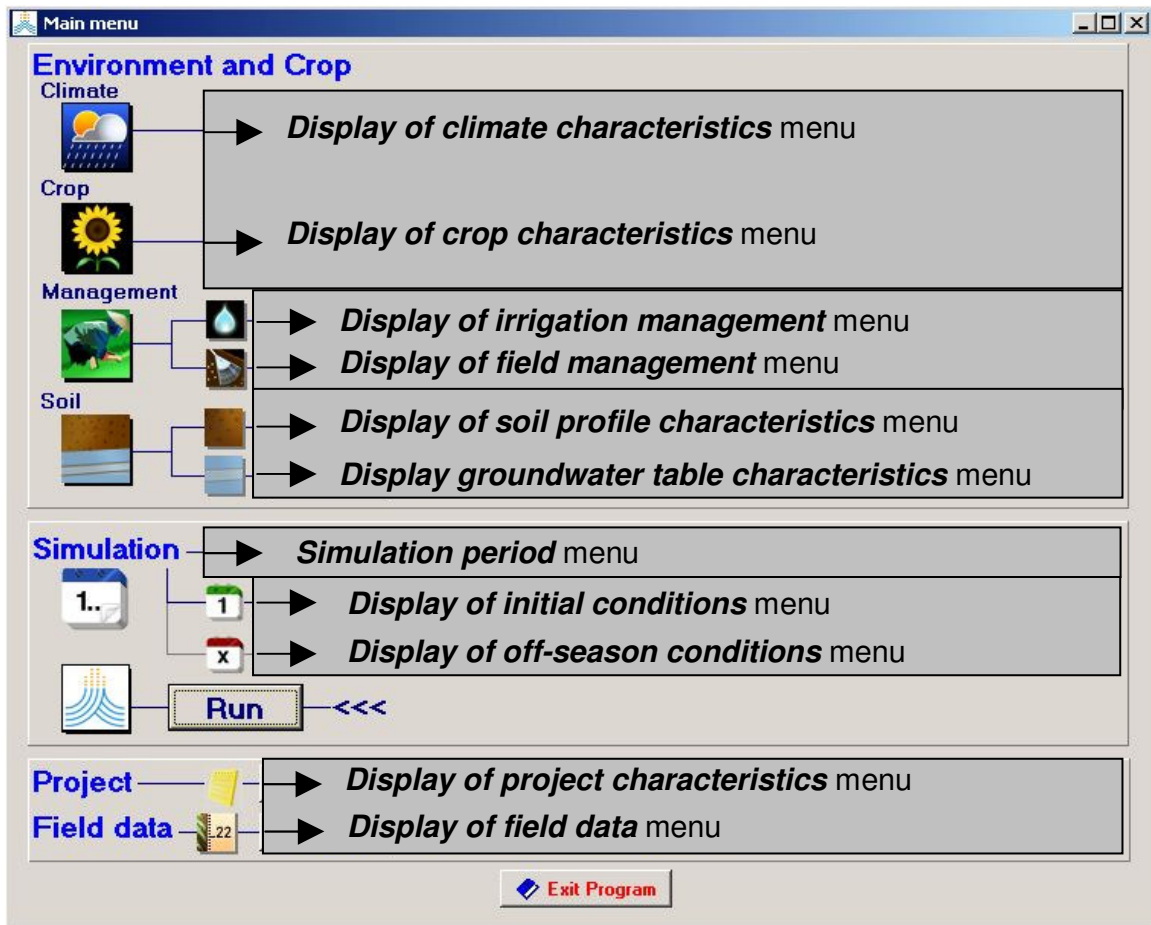 Main menu
Environment and Crop
Climate
Display of climate characteristics menu
Crop
Display of crop characteristics menu
Management
Display of irrigation management menu
Display of field management menu
Soil
Display of soil profile characteristics menu
Display groundwater table characteristics menu
Simulation
Simulation period menu
1..
1
Display of initial conditions menu
x
Display of off-season conditions menu
Run <<<
Project
Display of project characteristics menu
Field data
22
Display of field data menu
Exit Program